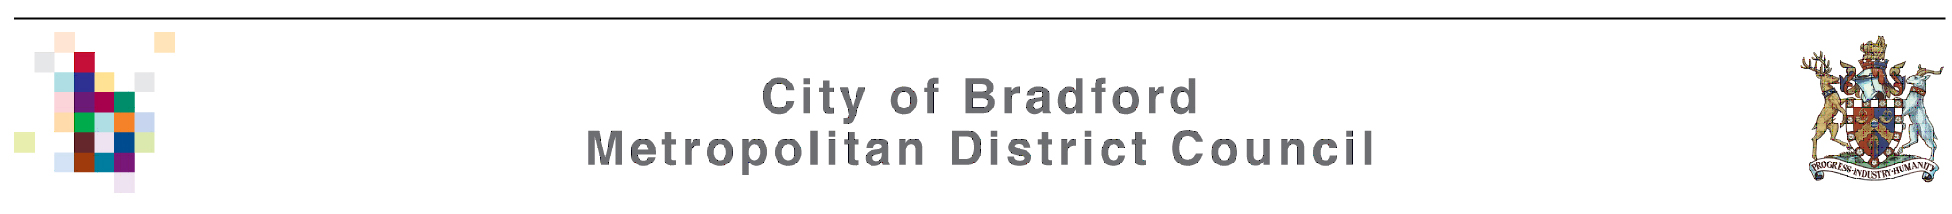 City of Bradford
Metropolitan District Council
PROGRESS·INDUSTRY·HUMANITY